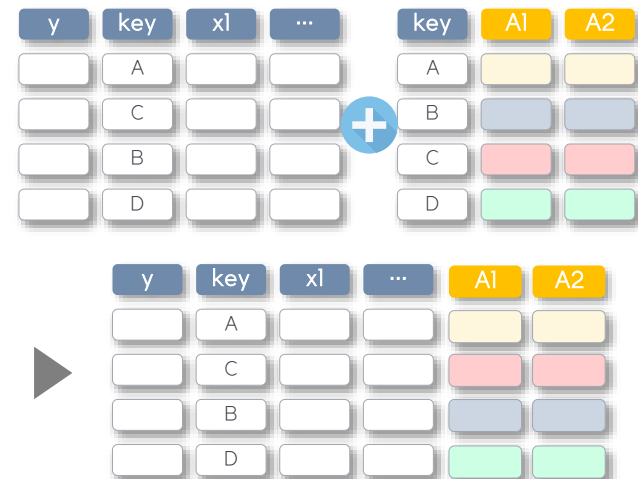 y key x1 ... key A1 A2
A A
C B
B C
D D
y key x1 ... A1 A2
A
C
B
D